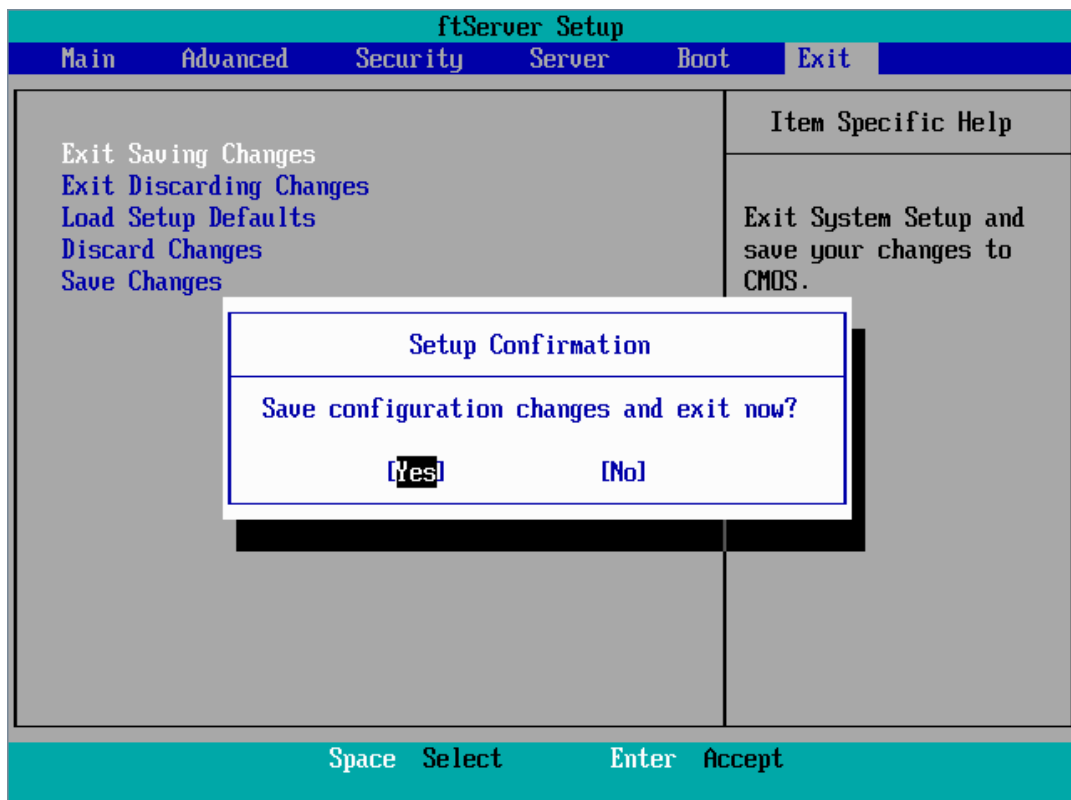 ftServer Setup
Main Advanced Security Server Boot Exit
Item Specific Help
Exit Saving Changes
Exit Discarding Changes
Load Setup Defaults
Discard Changes
Save Changes
Exit System Setup and
save your changes to
CMOS.
Setup Confirmation
Save configuration changes and exit now?
[Yes] [No]
Space Select Enter Accept